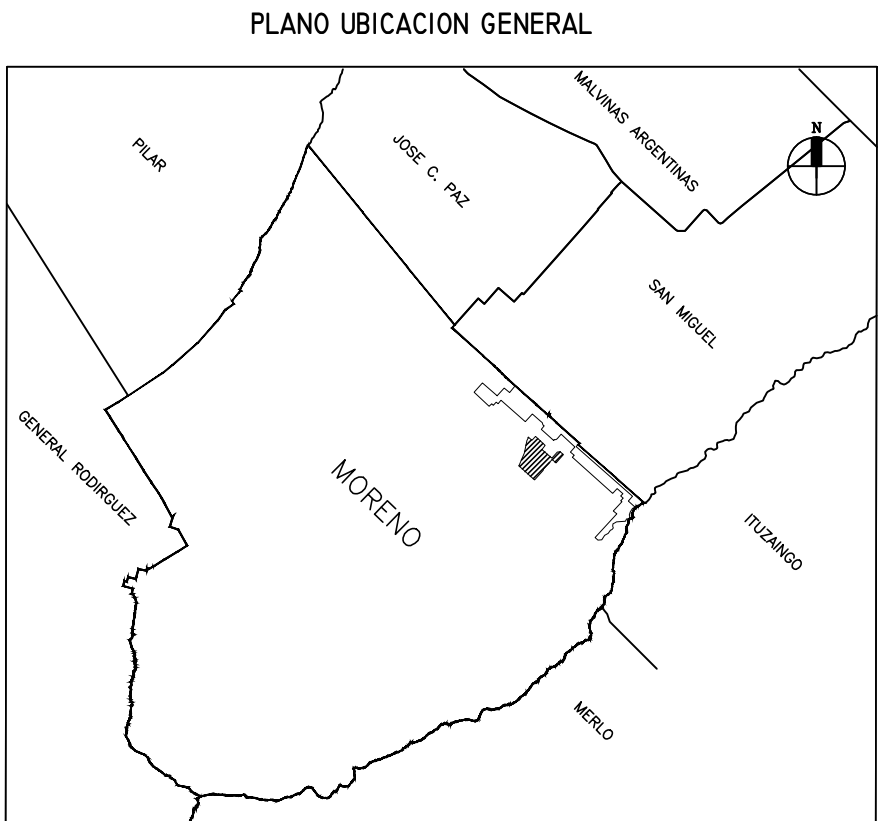 PLANO UBICACION GENERAL
MALVINAS ARGENTINAS
N
PILAR
JOSE C. PAZ
SAN MIGUEL
GENERAL RODIRGUEZ
MORENO
ITUZAINGO
MERLO